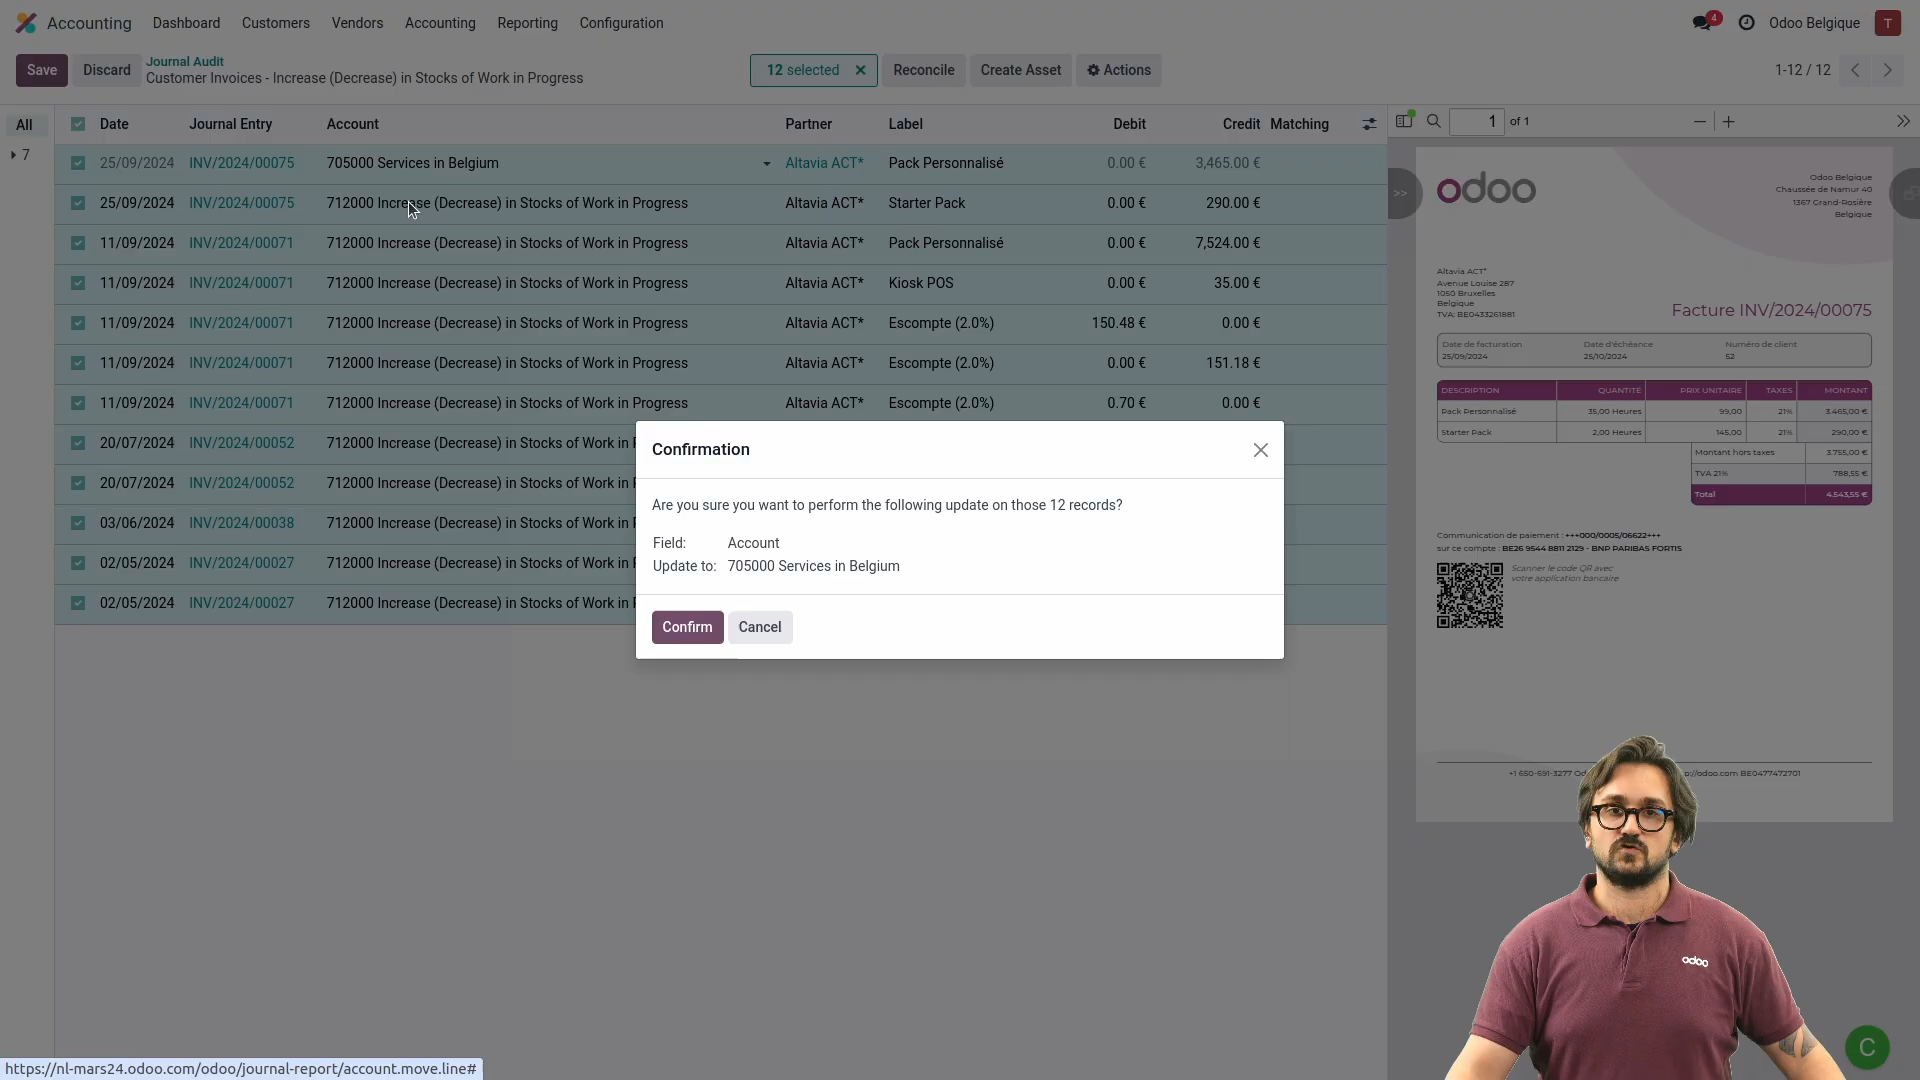 Accounting Dashboard Customers Vendors Accounting Reporting Configuration 4 Odoo Belgique T
Save Discard Journal Audit
Customer Invoices - Increase (Decrease) in Stocks of Work in Progress
12 selected Reconcile Create Asset Actions 1-12 / 12
All
7
Date Journal Entry Account Partner Label Debit Credit Matching
25/09/2024 INV/2024/00075 705000 Services in Belgium Altavia ACT* Pack Personnalisé 0.00 € 3,465.00 €
25/09/2024 INV/2024/00075 712000 Increase (Decrease) in Stocks of Work in Progress Altavia ACT* Starter Pack 0.00 € 290.00 €
11/09/2024 INV/2024/00071 712000 Increase (Decrease) in Stocks of Work in Progress Altavia ACT* Pack Personnalisé 0.00 € 7,524.00 €
11/09/2024 INV/2024/00071 712000 Increase (Decrease) in Stocks of Work in Progress Altavia ACT* Kiosk POS 0.00 € 35.00 €
11/09/2024 INV/2024/00071 712000 Increase (Decrease) in Stocks of Work in Progress Altavia ACT* Escompte (2.0%) 150.48 € 0.00 €
11/09/2024 INV/2024/00071 712000 Increase (Decrease) in Stocks of Work in Progress Altavia ACT* Escompte (2.0%) 0.00 € 151.18 €
11/09/2024 INV/2024/00071 712000 Increase (Decrease) in Stocks of Work in Progress Altavia ACT* Escompte (2.0%) 0.70 € 0.00 €
20/07/2024 INV/2024/00052 712000 Increase (Decrease) in Stocks of Work in
20/07/2024 INV/2024/00052 712000 Increase (Decrease) in Stocks of Work in
03/06/2024 INV/2024/00038 712000 Increase (Decrease) in Stocks of Work in
02/05/2024 INV/2024/00027 712000 Increase (Decrease) in Stocks of Work in
02/05/2024 INV/2024/00027 712000 Increase (Decrease) in Stocks of Work in
Confirmation
Are you sure you want to perform the following update on those 12 records?
Field: Account
Update to: 705000 Services in Belgium
Confirm Cancel
1 of 1
>>
odoo
Odoo Belgique
Chaussée de Namur 40
1367 Grand-Rosière
Belgique
Altavia ACT*
Avenue Louise 287
1050 Bruxelles
Belgique
TVA: BE0433261881
Facture INV/2024/00075
Date de facturation Date d'échéance Numéro de client
25/09/2024 25/10/2024 52
DESCRIPTION QUANTITÉ PRIX UNITAIRE TAXES MONTANT
Pack Personnalisé 35,00 Heures 99,00 21% 3.465,00 €
Starter Pack 2,00 Heures 145,00 21% 290,00 €
Montant hors taxes 3.755,00 €
TVA 21% 788,55 €
Total 4.543,55 €
Communication de paiement : +++000/0005/06622+++
sur ce compte : BE26 9544 8811 2129 - BNP PARIBAS FORTIS
Scanner le code QR avec
votre application bancaire
+1 650-691-3277 p://odoo.com BE0477472701
odoo
C
https://nl-mars24.odoo.com/odoo/journal-report/account.move.line#